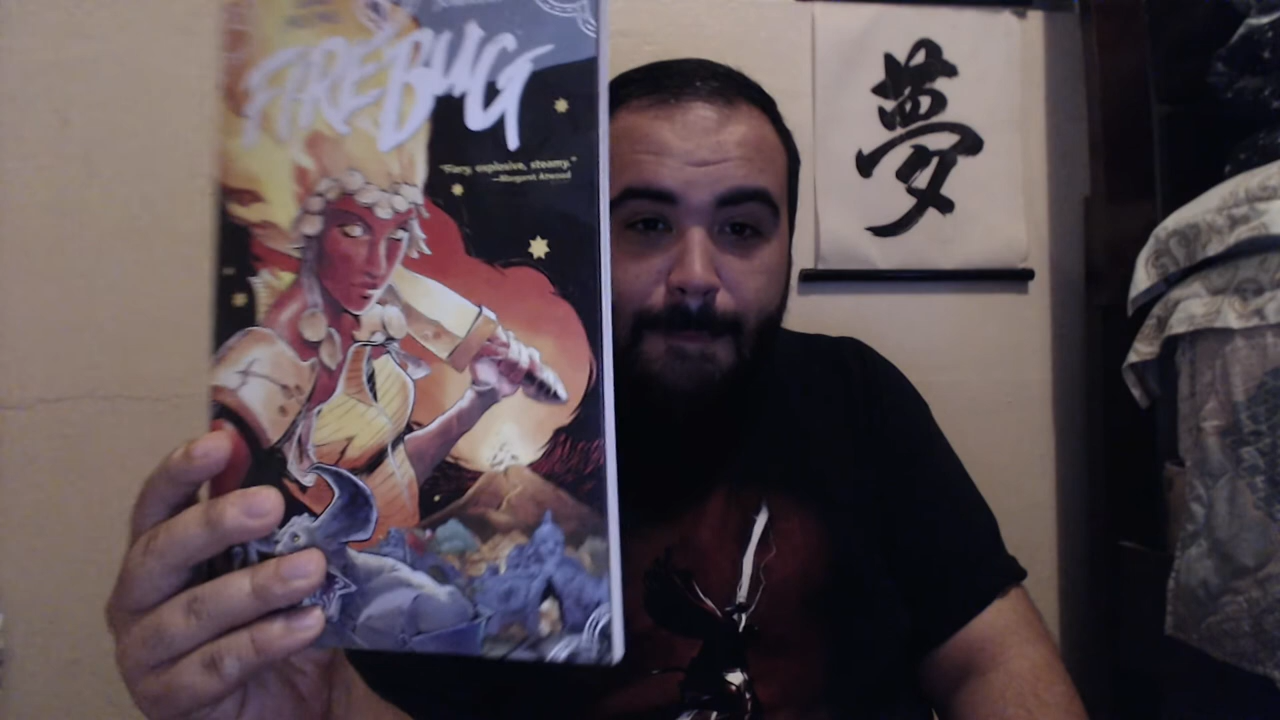 FIREBUG
"Fiery, explosive, steamy."
—Margaret Atwood
夢